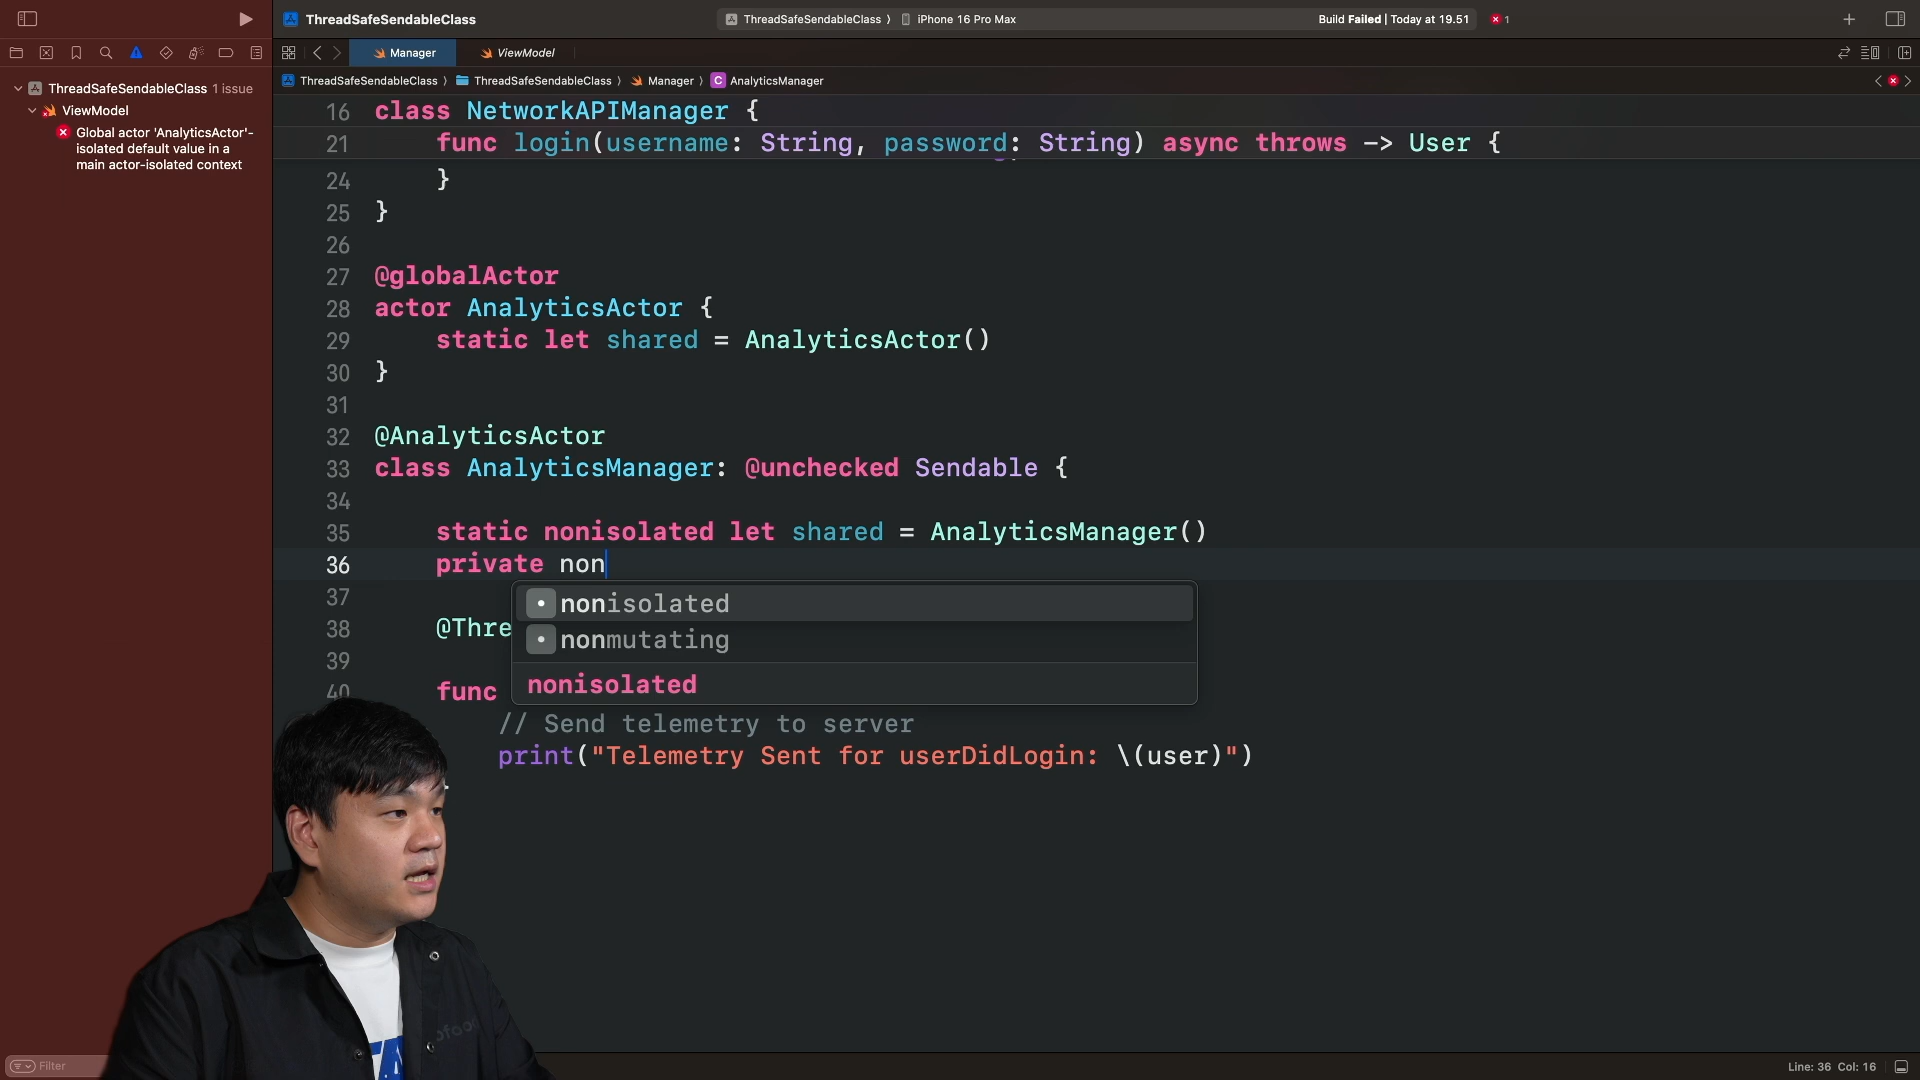 ThreadSafeSendableClass
ThreadSafeSendableClass ⟩ iPhone 16 Pro Max
Build Failed | Today at 19.51
1
Manager
ViewModel
ThreadSafeSendableClass ⟩ ThreadSafeSendableClass ⟩ Manager ⟩ C AnalyticsManager
ThreadSafeSendableClass 1 issue
ViewModel
Global actor 'AnalyticsActor'-
isolated default value in a
main actor-isolated context
16 class NetworkAPIManager {
21 func login(username: String, password: String) async throws -> User {
24 }
25 }
26
27 @globalActor
28 actor AnalyticsActor {
29 static let shared = AnalyticsActor()
30 }
31
32 @AnalyticsActor
33 class AnalyticsManager: @unchecked Sendable {
34
35 static nonisolated let shared = AnalyticsManager()
36 private non
37
nonisolated
38 @Thre
nonmutating
39
nonisolated
40 func
// Send telemetry to server
print("Telemetry Sent for userDidLogin: \(user)")
Filter
Line: 36 Col: 16